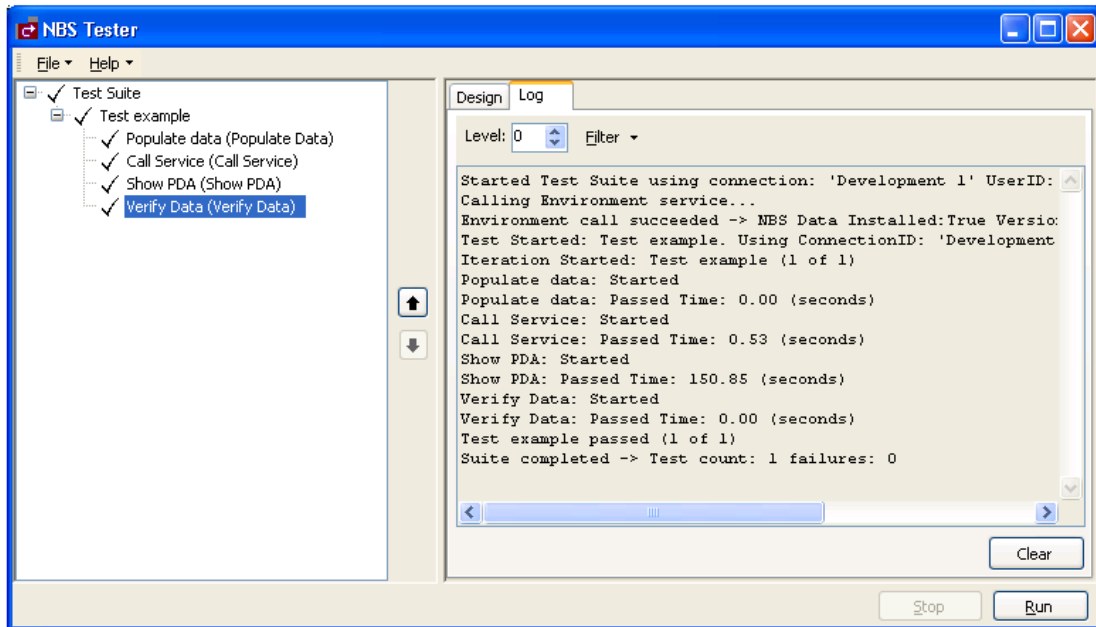 NBS Tester
File Help
Test Suite
Test example
Populate data (Populate Data)
Call Service (Call Service)
Show PDA (Show PDA)
Verify Data (Verify Data)
Design Log
Level: 0 Filter
Started Test Suite using connection: 'Development 1' UserID:
Calling Environment service...
Environment call succeeded -> NBS Data Installed:True Version
Test Started: Test example. Using ConnectionID: 'Development
Iteration Started: Test example (1 of 1)
Populate data: Started
Populate data: Passed Time: 0.00 (seconds)
Call Service: Started
Call Service: Passed Time: 0.53 (seconds)
Show PDA: Started
Show PDA: Passed Time: 150.85 (seconds)
Verify Data: Started
Verify Data: Passed Time: 0.00 (seconds)
Test example passed (1 of 1)
Suite completed -> Test count: 1 failures: 0
Clear
Stop Run